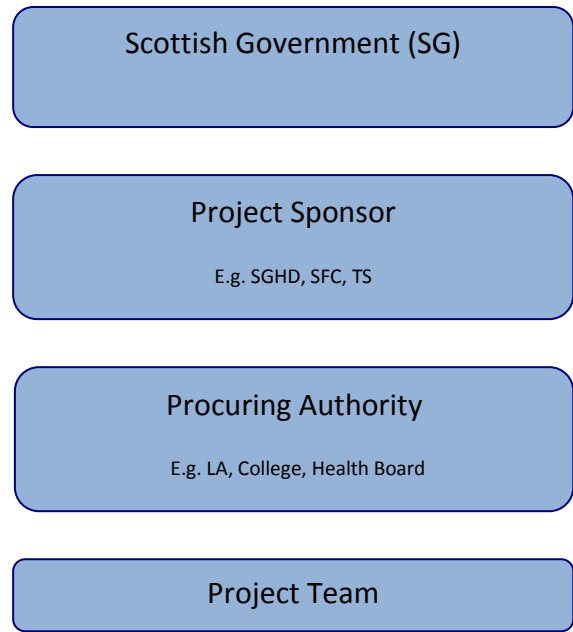 Scottish Government (SG)
Project Sponsor
E.g. SGHD, SFC, TS
Procuring Authority
E.g. LA, College, Health Board
Project Team